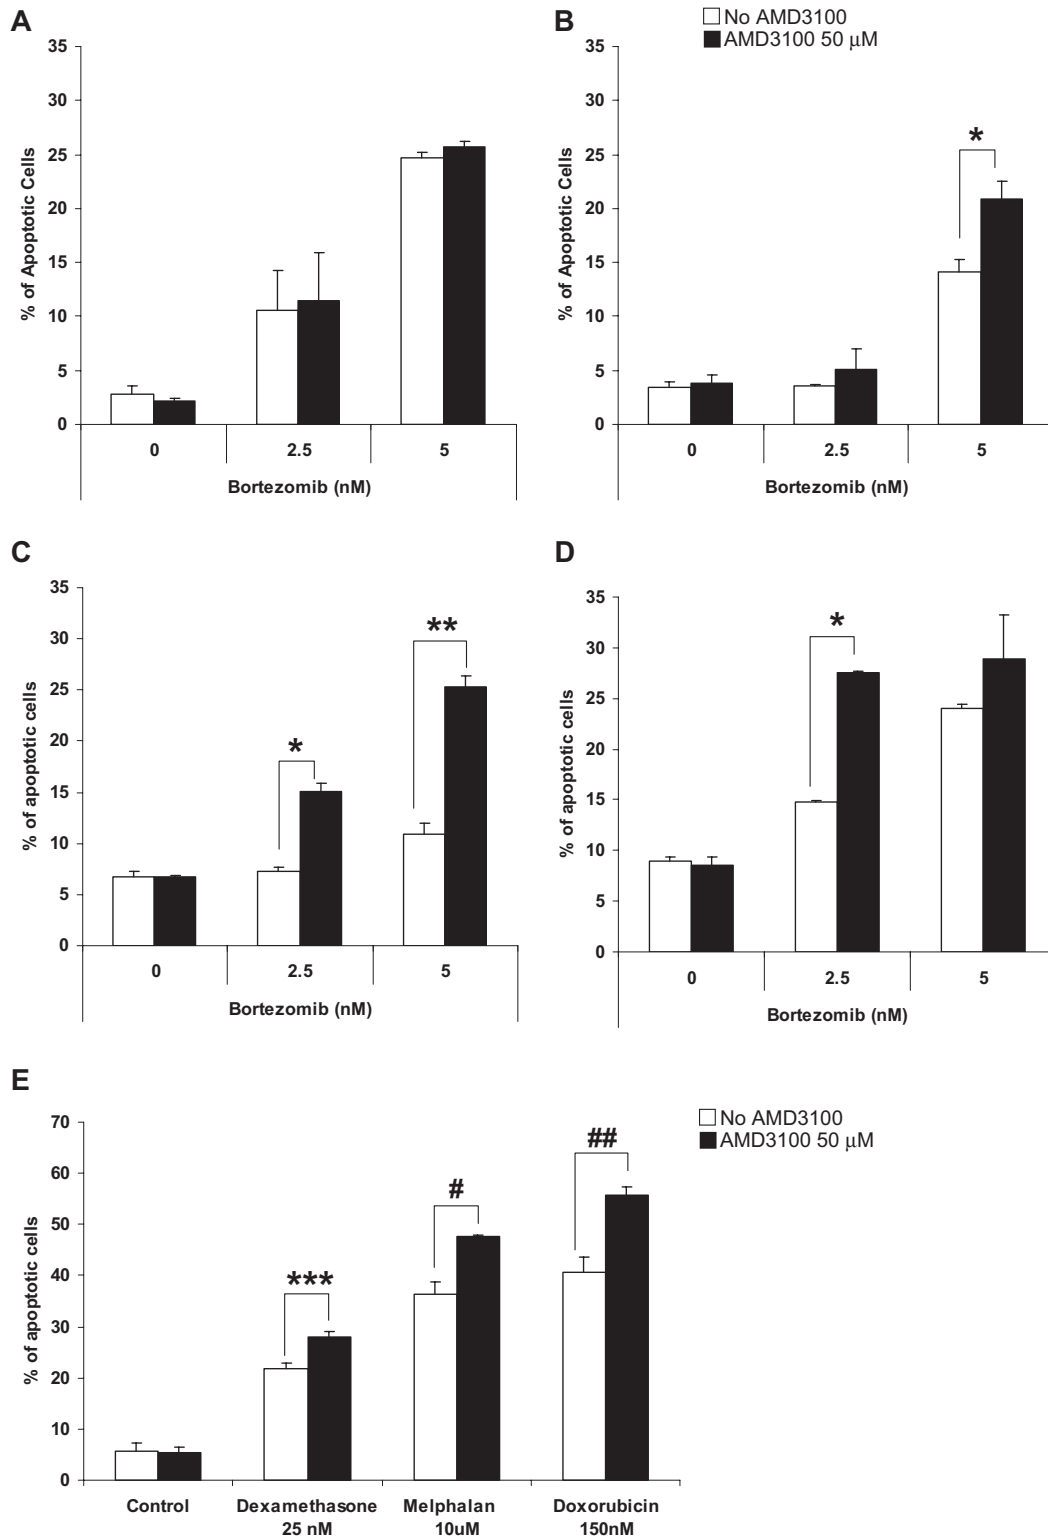 A
35
30
25
20
15
10
5
0
% of Apoptotic Cells
0 2.5 5
Bortezomib (nM)
B
No AMD3100
AMD3100 50 μM
35
30
25
20
15
10
5
0
% of Apoptotic Cells
*
0 2.5 5
Bortezomib (nM)
C
35
30
25
20
15
10
5
0
% of apoptotic cells
*
**
0 2.5 5
Bortezomib (nM)
D
35
30
25
20
15
10
5
0
% of apoptotic cells
*
0 2.5 5
Bortezomib (nM)
E
No AMD3100
AMD3100 50 μM
70
60
50
40
30
20
10
0
% of apoptotic cells
***
#
##
Control Dexamethasone Melphalan Doxorubicin
25 nM 10uM 150nM